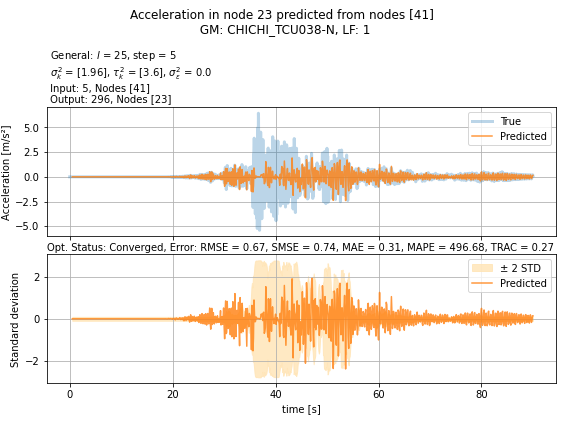 Acceleration in node 23 predicted from nodes [41]
GM: CHICHI_TCU038-N, LF: 1
General: l = 25, step = 5
σ²ₖ = [1.96], τ²ₖ = [3.6], σ²ε = 0.0
Input: 5, Nodes [41]
Output: 296, Nodes [23]
Acceleration [m/s²]
5.0
2.5
0.0
−2.5
−5.0
True
Predicted
Opt. Status: Converged, Error: RMSE = 0.67, SMSE = 0.74, MAE = 0.31, MAPE = 496.68, TRAC = 0.27
Standard deviation
2
0
−2
± 2 STD
Predicted
0 20 40 60 80
time [s]